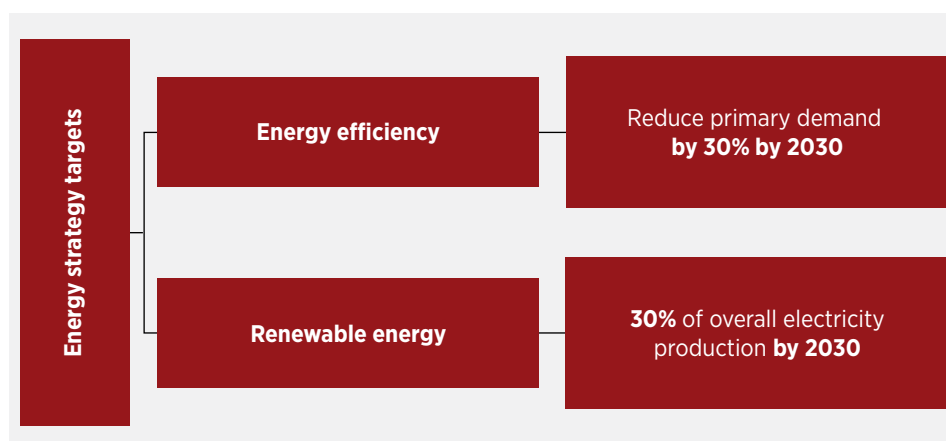 Energy strategy targets
Energy efficiency
Reduce primary demand
by 30% by 2030
Renewable energy
30% of overall electricity
production by 2030